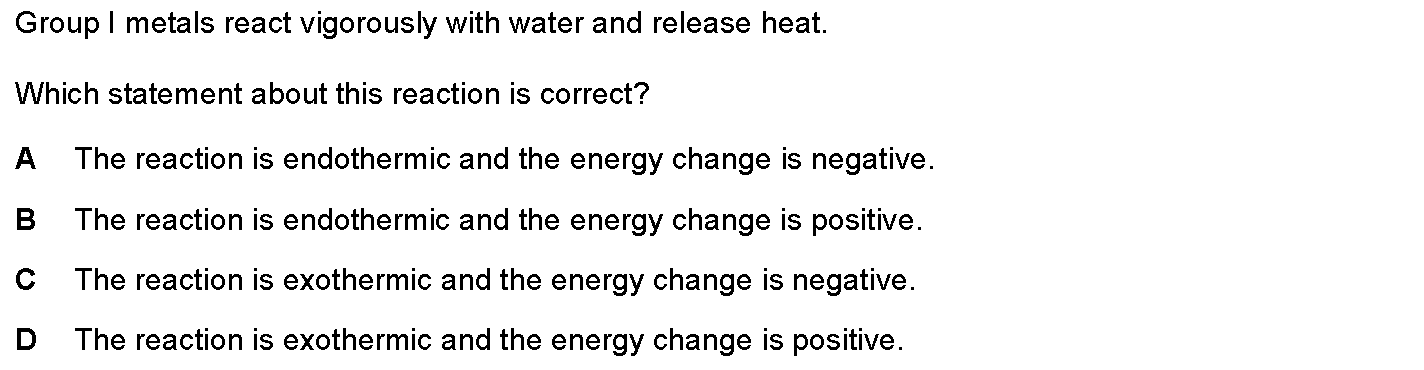 Group I metals react vigorously with water and release heat.
Which statement about this reaction is correct?
A The reaction is endothermic and the energy change is negative.
B The reaction is endothermic and the energy change is positive.
C The reaction is exothermic and the energy change is negative.
D The reaction is exothermic and the energy change is positive.